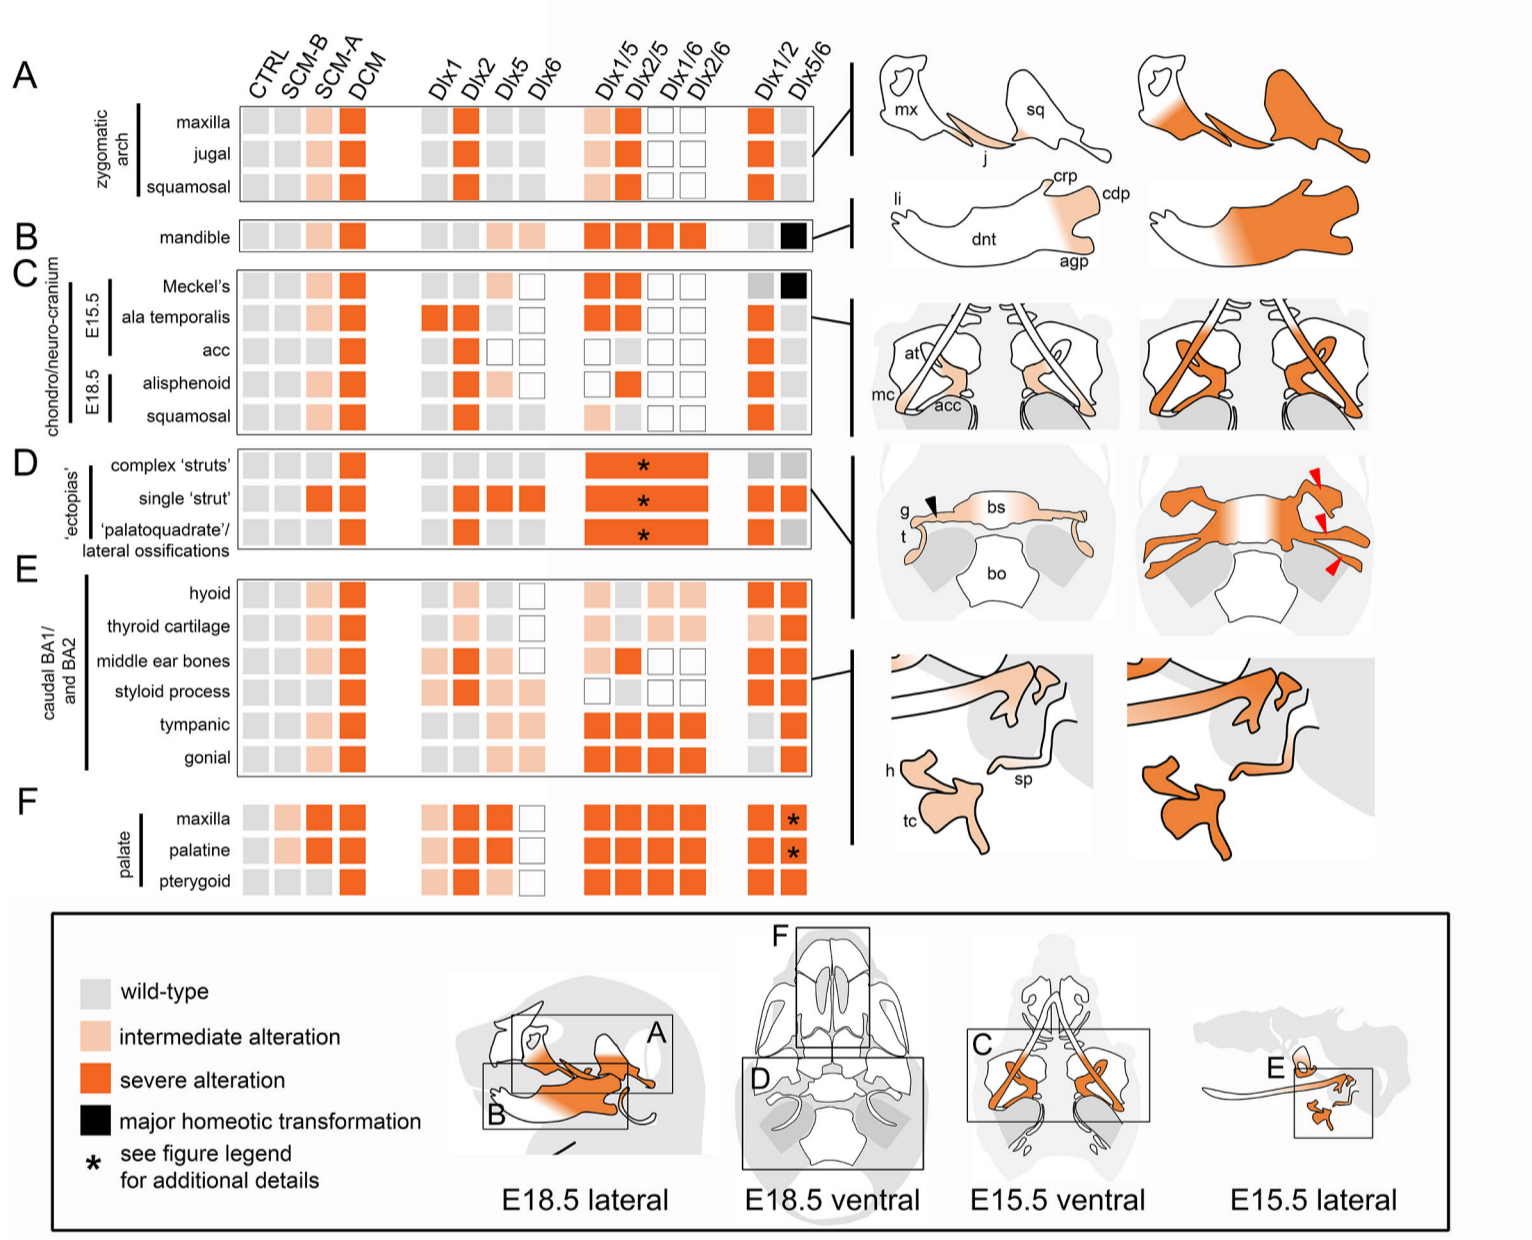 A
CTRL
SCM-B
SCM-A
DCM
Dlx1
Dlx2
Dlx5
Dlx6
Dlx1/5
Dlx2/5
Dlx1/6
Dlx2/6
Dlx1/2
Dlx5/6
zygomatic
arch
maxilla
jugal
squamosal
mx
sq
j
B
mandible
li
crp
cdp
dnt
agp
C
chondro/neuro-cranium
E15.5
E18.5
Meckel's
ala temporalis
acc
alisphenoid
squamosal
at
mc
acc
D
'ectopias'
complex 'struts'
*
single 'strut'
*
'palatoquadrate'/
lateral ossifications
*
g
t
bs
bo
E
caudal BA1/
and BA2
hyoid
thyroid cartilage
middle ear bones
styloid process
tympanic
gonial
h
tc
sp
F
palate
maxilla
*
palatine
*
pterygoid
wild-type
intermediate alteration
severe alteration
major homeotic transformation
* see figure legend
for additional details
A
B
E18.5 lateral
F
D
E18.5 ventral
C
E15.5 ventral
E
E15.5 lateral